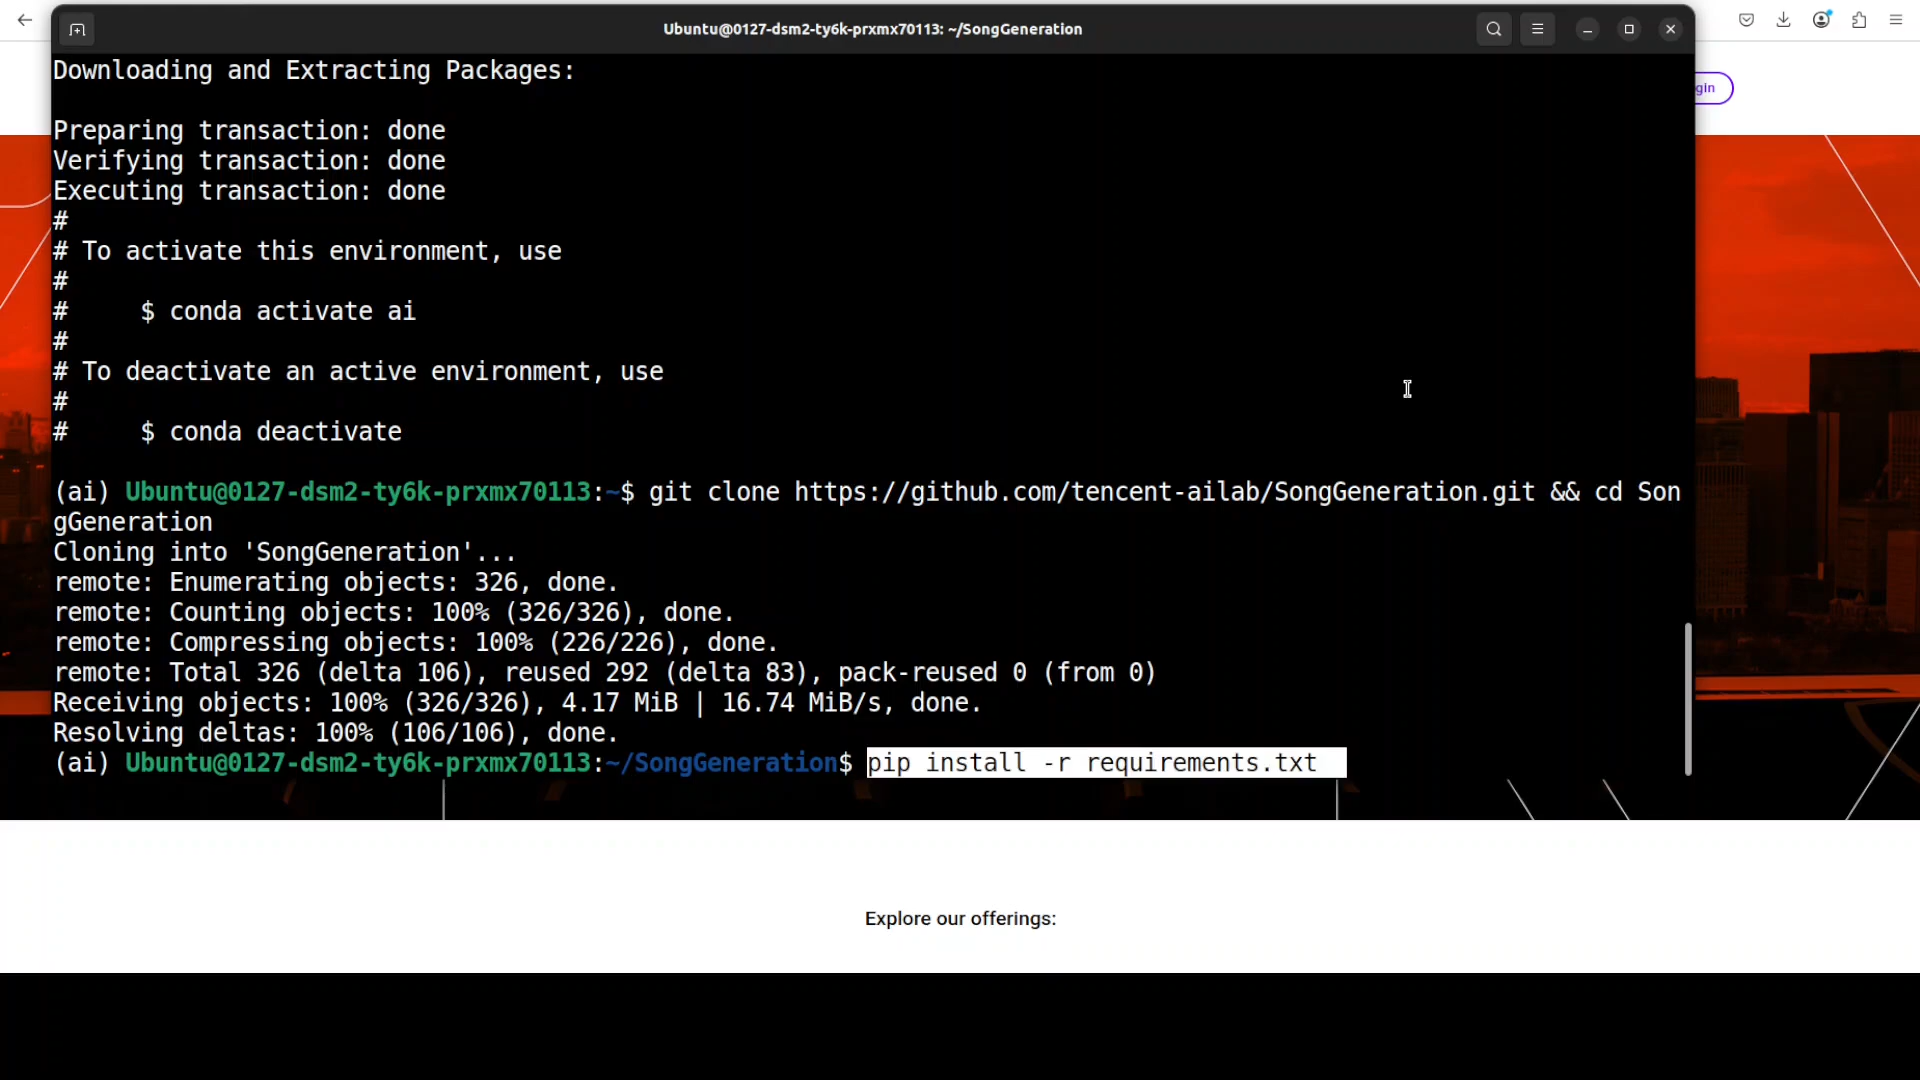 Ubuntu@0127-dsm2-ty6k-prxmx70113: ~/SongGeneration
gin
Downloading and Extracting Packages:
Preparing transaction: done
Verifying transaction: done
Executing transaction: done
#
# To activate this environment, use
#
#     $ conda activate ai
#
# To deactivate an active environment, use
#
#     $ conda deactivate
(ai) Ubuntu@0127-dsm2-ty6k-prxmx70113:~$ git clone https://github.com/tencent-ailab/SongGeneration.git && cd Son
gGeneration
Cloning into 'SongGeneration'...
remote: Enumerating objects: 326, done.
remote: Counting objects: 100% (326/326), done.
remote: Compressing objects: 100% (226/226), done.
remote: Total 326 (delta 106), reused 292 (delta 83), pack-reused 0 (from 0)
Receiving objects: 100% (326/326), 4.17 MiB | 16.74 MiB/s, done.
Resolving deltas: 100% (106/106), done.
(ai) Ubuntu@0127-dsm2-ty6k-prxmx70113:~/SongGeneration$ pip install -r requirements.txt
Explore our offerings: